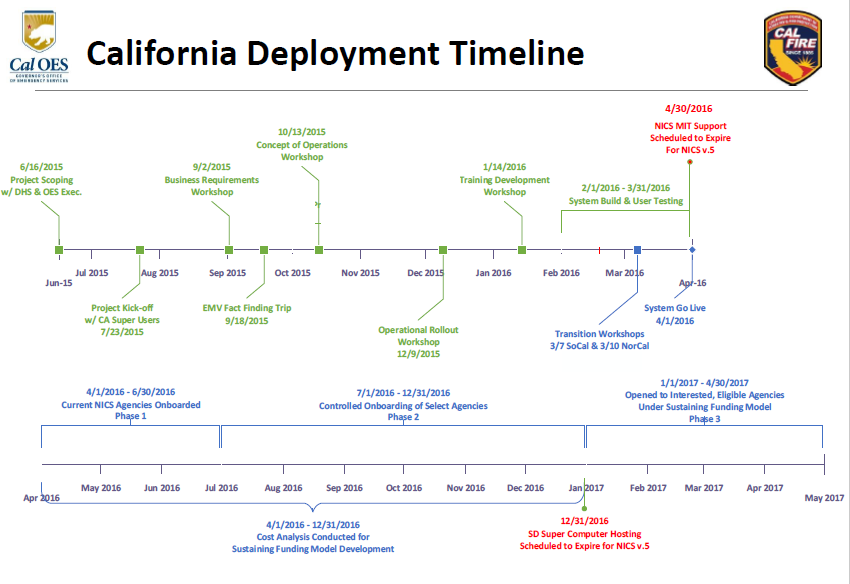 Cal OES
GOVERNOR'S OFFICE
OF EMERGENCY SERVICES
California Deployment Timeline
CAL
FIRE
SINCE 1885
4/30/2016
NICS MIT Support
Scheduled to Expire
For NICS v.5
10/13/2015
Concept of Operations
Workshop
6/16/2015
Project Scoping
w/ DHS & OES Exec.
9/2/2015
Business Requirements
Workshop
1/14/2016
Training Development
Workshop
2/1/2016 - 3/31/2016
System Build & User Testing
Jun-15
Jul 2015
Aug 2015
Sep 2015
Oct 2015
Nov 2015
Dec 2015
Jan 2016
Feb 2016
Mar 2016
Apr-16
Project Kick-off
w/ CA Super Users
7/23/2015
EMV Fact Finding Trip
9/18/2015
Operational Rollout
Workshop
12/9/2015
Transition Workshops
3/7 SoCal & 3/10 NorCal
System Go Live
4/1/2016
4/1/2016 - 6/30/2016
Current NICS Agencies Onboarded
Phase 1
7/1/2016 - 12/31/2016
Controlled Onboarding of Select Agencies
Phase 2
1/1/2017 - 4/30/2017
Opened to Interested, Eligible Agencies
Under Sustaining Funding Model
Phase 3
Apr 2016
May 2016
Jun 2016
Jul 2016
Aug 2016
Sep 2016
Oct 2016
Nov 2016
Dec 2016
Jan 2017
Feb 2017
Mar 2017
Apr 2017
May 2017
4/1/2016 - 12/31/2016
Cost Analysis Conducted for
Sustaining Funding Model Development
12/31/2016
SD Super Computer Hosting
Scheduled to Expire for NICS v.5